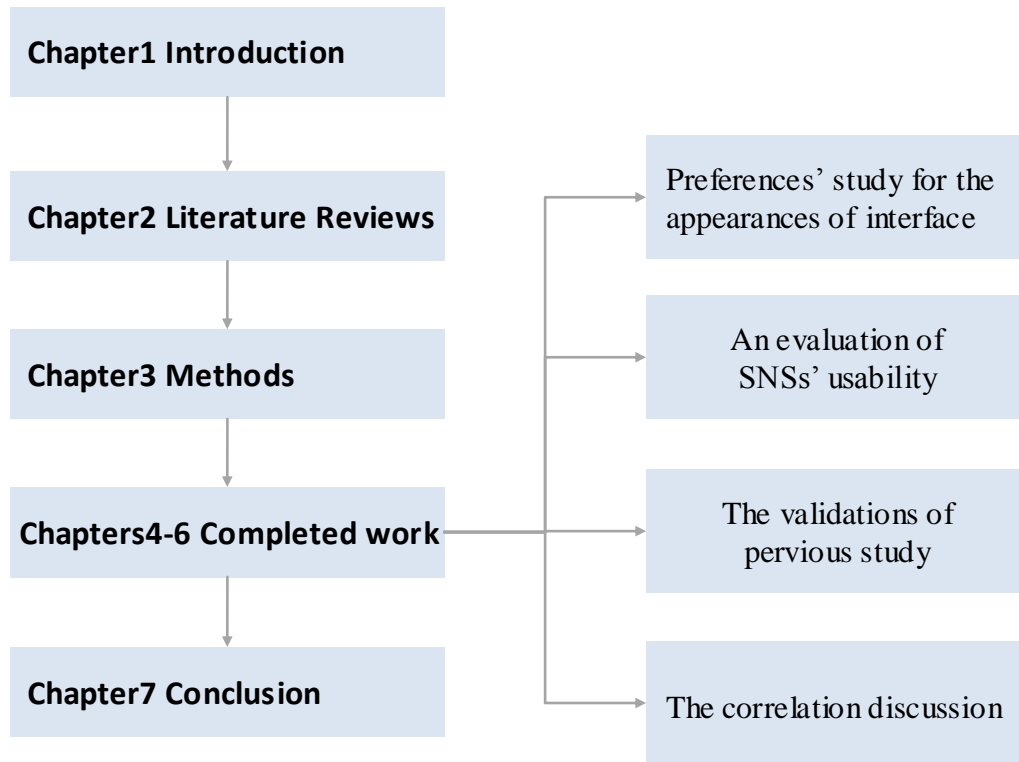 Chapter1 Introduction
Chapter2 Literature Reviews
Chapter3 Methods
Chapters4-6 Completed work
Chapter7 Conclusion
Preferences’ study for the
appearances of interface
An evaluation of
SNSs’ usability
The validations of
pervious study
The correlation discussion